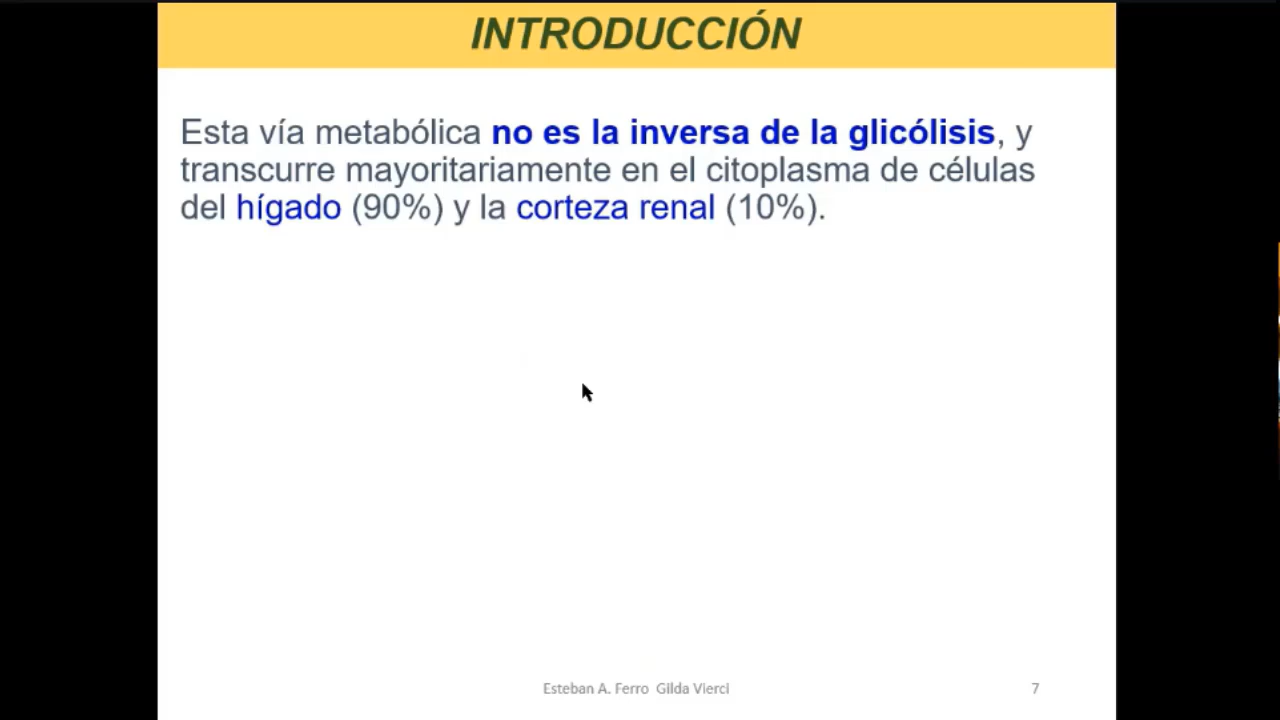 INTRODUCCIÓN
Esta vía metabólica no es la inversa de la glicólisis, y
transcurre mayoritariamente en el citoplasma de células
del hígado (90%) y la corteza renal (10%).
Esteban A. Ferro  Gilda Vierci
7